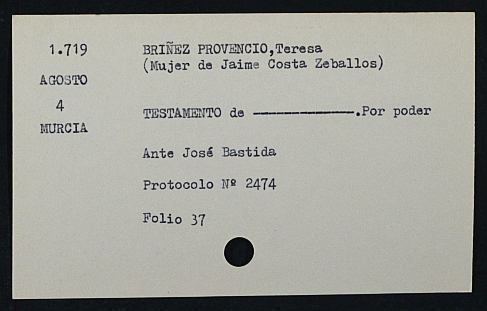 1.719 BRIÑEZ PROVENCIO,Teresa
(Mujer de Jaime Costa Zeballos)
AGOSTO
4
TESTAMENTO de ————————.Por poder
MURCIA
Ante José Bastida
Protocolo Nº 2474
Folio 37